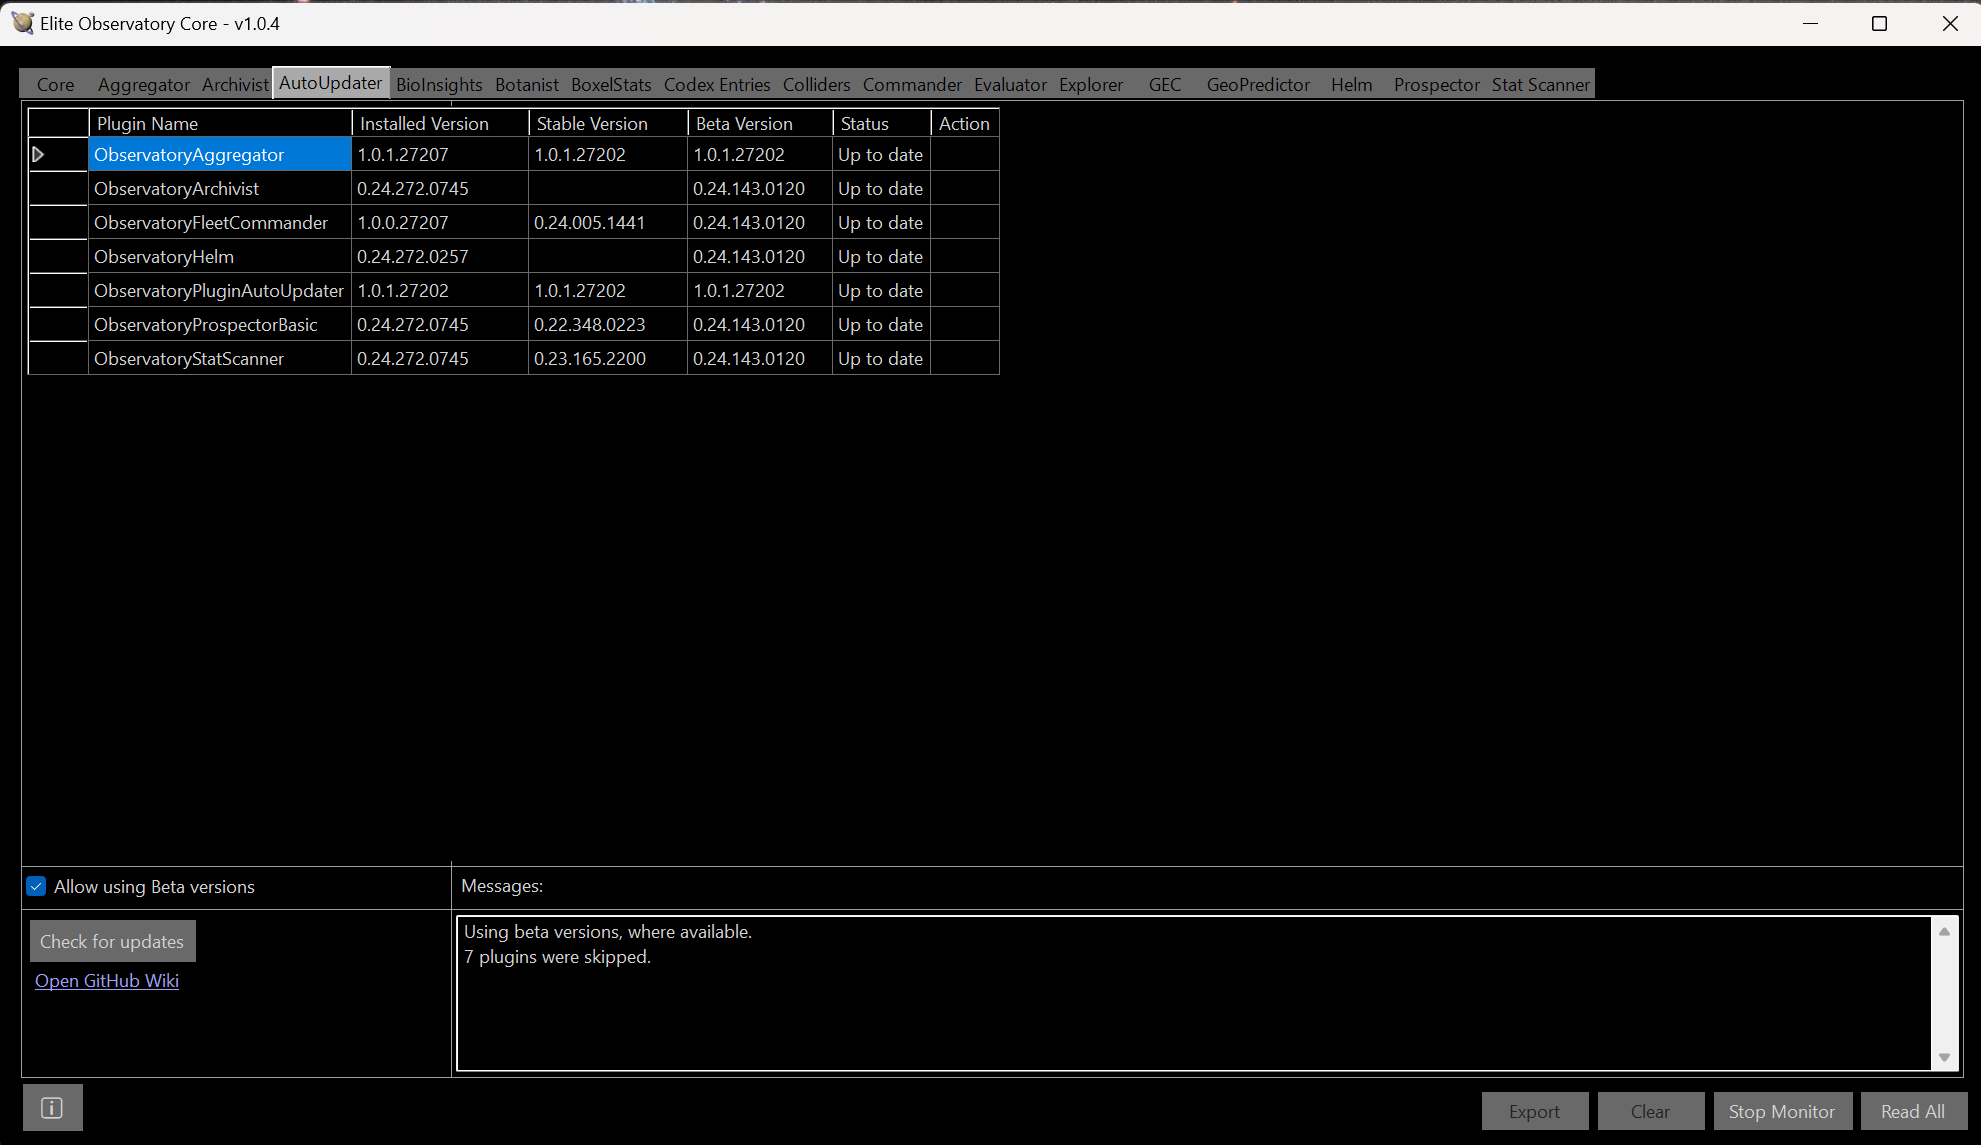 Elite Observatory Core - v1.0.4
Core Aggregator Archivist AutoUpdater BioInsights Botanist BoxelStats Codex Entries Colliders Commander Evaluator Explorer GEC GeoPredictor Helm Prospector Stat Scanner
Plugin Name Installed Version Stable Version Beta Version Status Action
ObservatoryAggregator 1.0.1.27207 1.0.1.27202 1.0.1.27202 Up to date
ObservatoryArchivist 0.24.272.0745 0.24.143.0120 Up to date
ObservatoryFleetCommander 1.0.0.27207 0.24.005.1441 0.24.143.0120 Up to date
ObservatoryHelm 0.24.272.0257 0.24.143.0120 Up to date
ObservatoryPluginAutoUpdater 1.0.1.27202 1.0.1.27202 1.0.1.27202 Up to date
ObservatoryProspectorBasic 0.24.272.0745 0.22.348.0223 0.24.143.0120 Up to date
ObservatoryStatScanner 0.24.272.0745 0.23.165.2200 0.24.143.0120 Up to date
Allow using Beta versions
Check for updates
Open GitHub Wiki
Messages:
Using beta versions, where available.
7 plugins were skipped.
Export Clear Stop Monitor Read All